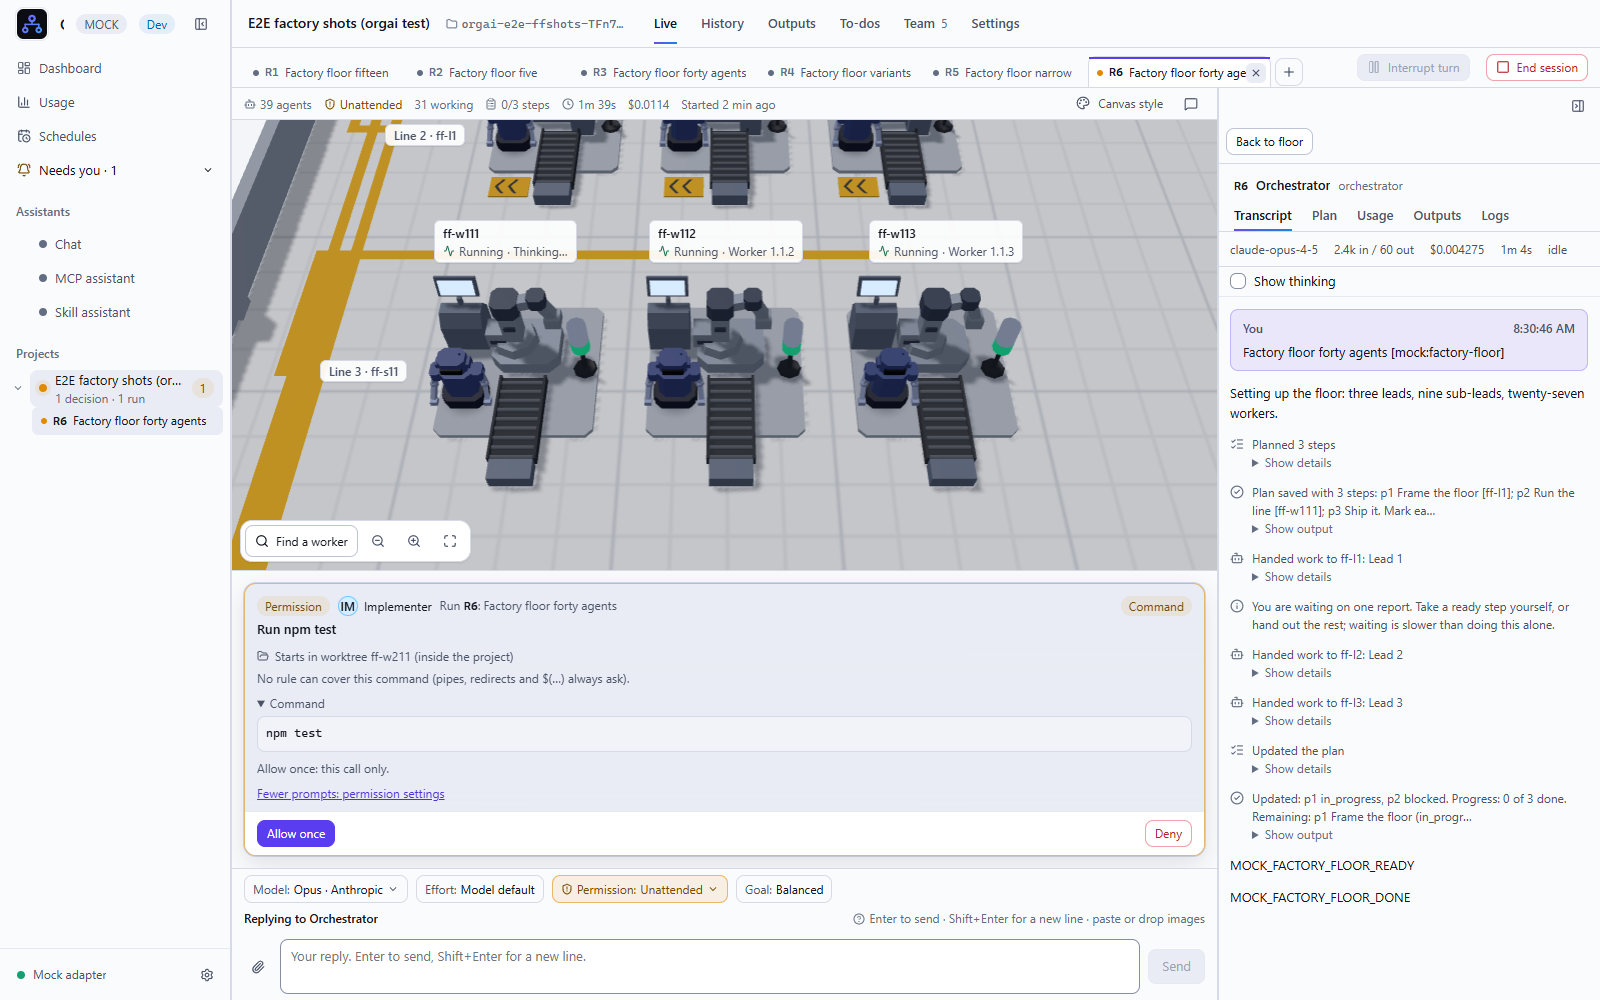 MOCK
Dev
Dashboard
Usage
Schedules
Needs you · 1
Assistants
Chat
MCP assistant
Skill assistant
Projects
E2E factory shots (or...
1
1 decision · 1 run
R6 Factory floor forty agents
Mock adapter
E2E factory shots (orgai test)
orgai-e2e-ffshots-TFn7...
Live
History
Outputs
To-dos
Team 5
Settings
R1 Factory floor fifteen
R2 Factory floor five
R3 Factory floor forty agents
R4 Factory floor variants
R5 Factory floor narrow
R6 Factory floor forty age
Interrupt turn
End session
39 agents
Unattended
31 working
0/3 steps
1m 39s
$0.0114
Started 2 min ago
Canvas style
Line 2 · ff-l1
ff-w111
Running · Thinking...
ff-w112
Running · Worker 1.1.2
ff-w113
Running · Worker 1.1.3
Line 3 · ff-s11
Find a worker
Permission
IM Implementer
Run R6: Factory floor forty agents
Command
Run npm test
Starts in worktree ff-w211 (inside the project)
No rule can cover this command (pipes, redirects and $(...) always ask).
Command
npm test
Allow once: this call only.
Fewer prompts: permission settings
Allow once
Deny
Model: Opus · Anthropic
Effort: Model default
Permission: Unattended
Goal: Balanced
Replying to Orchestrator
Enter to send · Shift+Enter for a new line · paste or drop images
Your reply. Enter to send, Shift+Enter for a new line.
Send
Back to floor
R6 Orchestrator orchestrator
Transcript
Plan
Usage
Outputs
Logs
claude-opus-4-5
2.4k in / 60 out
$0.004275
1m 4s
idle
Show thinking
You
8:30:46 AM
Factory floor forty agents [mock:factory-floor]
Setting up the floor: three leads, nine sub-leads, twenty-seven
workers.
Planned 3 steps
Show details
Plan saved with 3 steps: p1 Frame the floor [ff-l1]; p2 Run the
line [ff-w111]; p3 Ship it. Mark ea...
Show output
Handed work to ff-l1: Lead 1
Show details
You are waiting on one report. Take a ready step yourself, or
hand out the rest; waiting is slower than doing this alone.
Handed work to ff-l2: Lead 2
Show details
Handed work to ff-l3: Lead 3
Show details
Updated the plan
Show details
Updated: p1 in_progress, p2 blocked. Progress: 0 of 3 done.
Remaining: p1 Frame the floor (in_progr...
Show output
MOCK_FACTORY_FLOOR_READY
MOCK_FACTORY_FLOOR_DONE